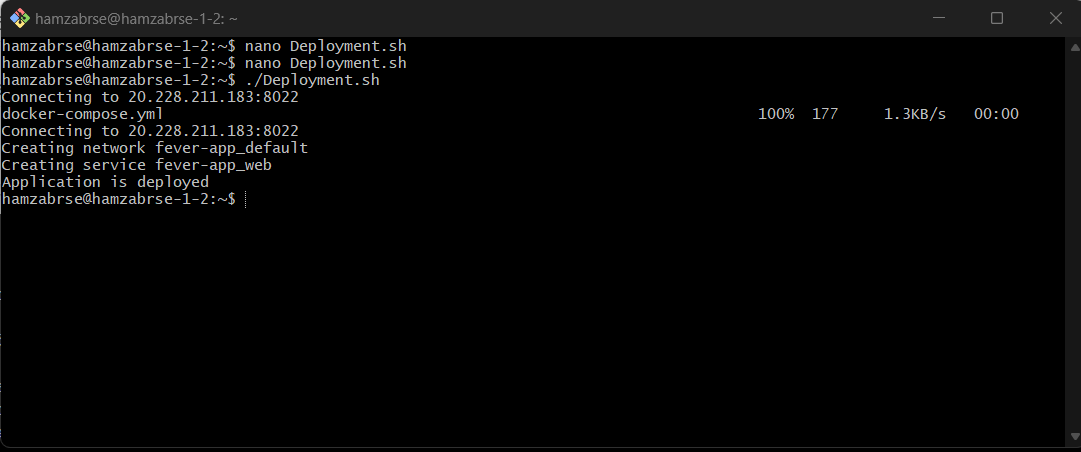 hamzabrse@hamzabrse-1-2: ~
hamzabrse@hamzabrse-1-2:~$ nano Deployment.sh
hamzabrse@hamzabrse-1-2:~$ nano Deployment.sh
hamzabrse@hamzabrse-1-2:~$ ./Deployment.sh
Connecting to 20.228.211.183:8022
docker-compose.yml 100% 177 1.3KB/s 00:00
Connecting to 20.228.211.183:8022
Creating network fever-app_default
Creating service fever-app_web
Application is deployed
hamzabrse@hamzabrse-1-2:~$